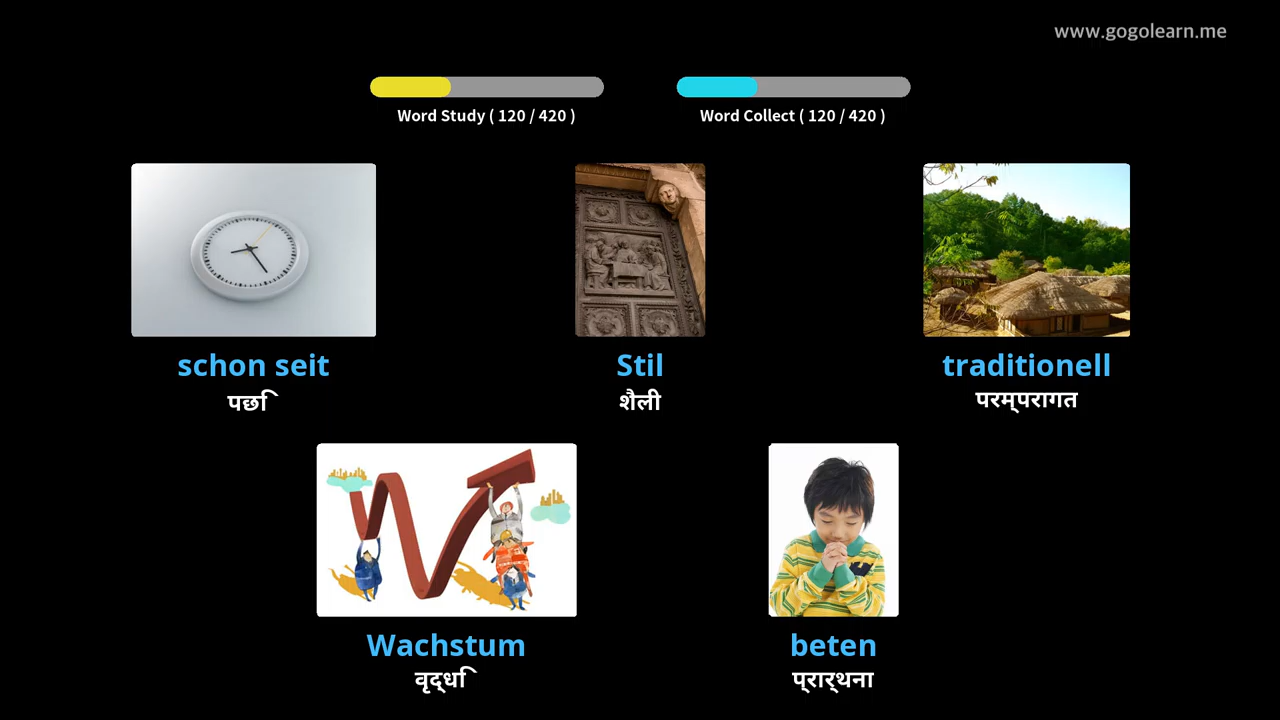 www.gogolearn.me
Word Study ( 120 / 420 )
Word Collect ( 120 / 420 )
schon seit
पछि
Stil
शैली
traditionell
परम्परागत
Wachstum
वृद्धि
beten
प्रार्थना